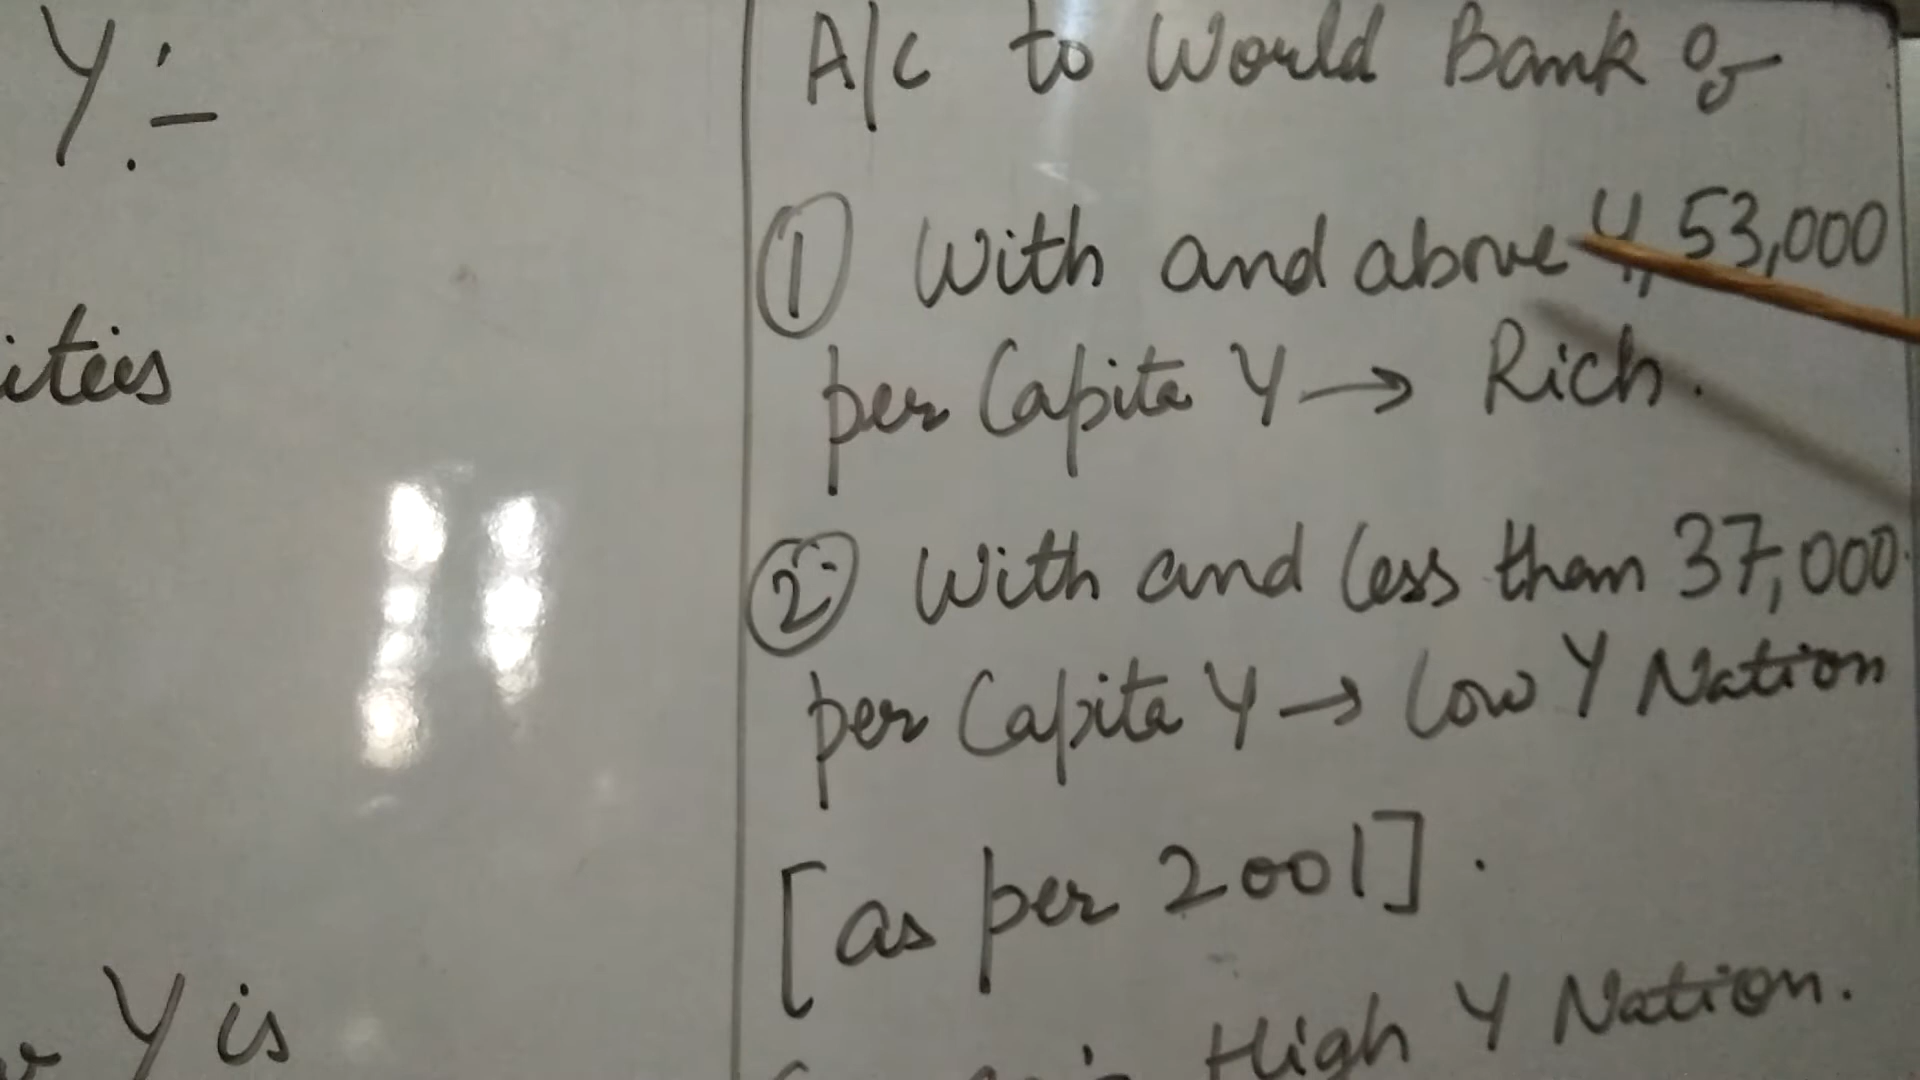 Y :-
ities
Y is
A/c to World Bank :-
① With and above 4,53,000
per Capita Y → Rich.
② With and less than 37,000
per Capita Y → Low Y Nation
[as per 2001].
High Y Nation.